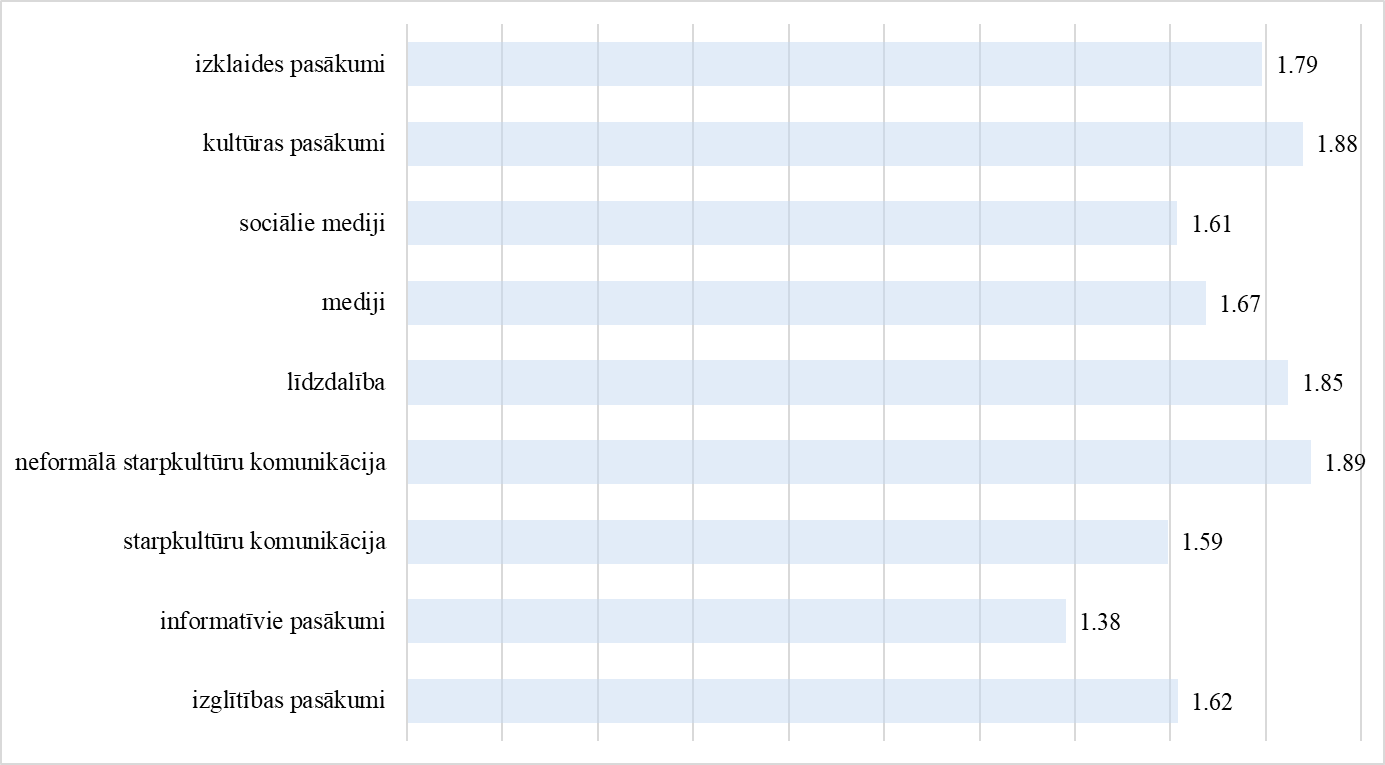 izklaides pasākumi 1.79
kultūras pasākumi 1.88
sociālie mediji 1.61
mediji 1.67
līdzdalība 1.85
neformālā starpkultūru komunikācija 1.89
starpkultūru komunikācija 1.59
informatīvie pasākumi 1.38
izglītības pasākumi 1.62